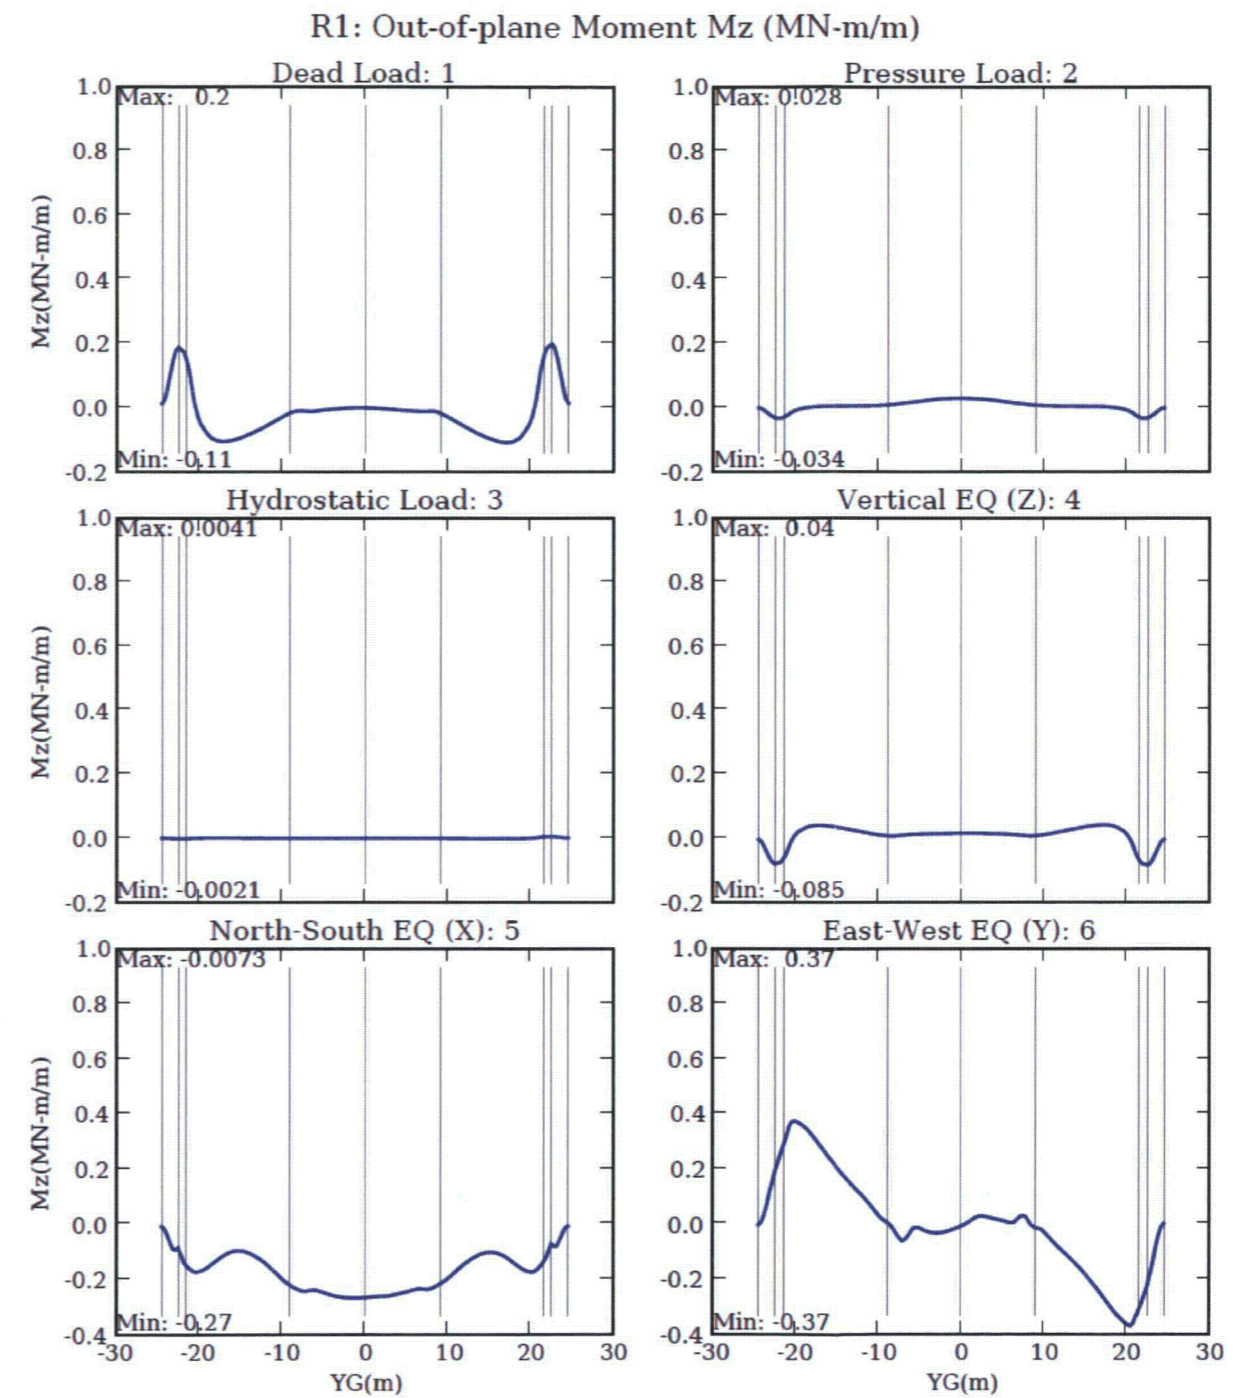 R1: Out-of-plane Moment Mz (MN-m/m)
Dead Load: 1
Max: 0.2
1.0
0.8
0.6
0.4
0.2
0.0
-0.2
Mz(MN-m/m)
Min: -0.11
Pressure Load: 2
Max: 0.028
1.0
0.8
0.6
0.4
0.2
0.0
-0.2
Min: -0.034
Hydrostatic Load: 3
Max: 0.0041
1.0
0.8
0.6
0.4
0.2
0.0
-0.2
Mz(MN-m/m)
Min: -0.0021
Vertical EQ (Z): 4
Max: 0.04
1.0
0.8
0.6
0.4
0.2
0.0
-0.2
Min: -0.085
North-South EQ (X): 5
Max: -0.0073
1.0
0.8
0.6
0.4
0.2
0.0
-0.2
-0.4
Mz(MN-m/m)
Min: -0.27
-30 -20 -10 0 10 20 30
YG(m)
East-West EQ (Y): 6
Max: 0.37
1.0
0.8
0.6
0.4
0.2
0.0
-0.2
-0.4
Min: -0.37
-30 -20 -10 0 10 20 30
YG(m)